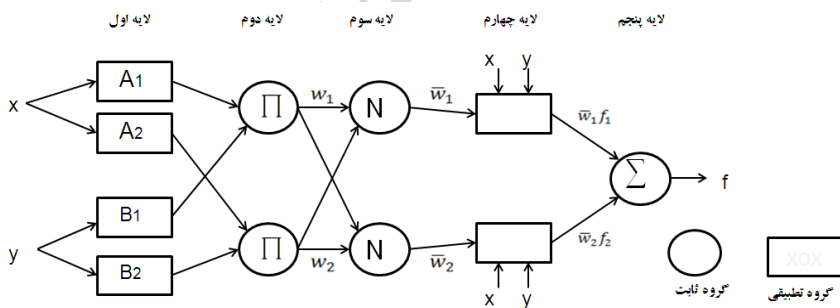 لایه اول لایه دوم لایه سوم لایه چهارم لایه پنجم
x y
A1
∏ w₁ N w̅₁
w̅₁f₁
x
A2
∑ f
B1
w̅₂f₂
y
B2
∏ w₂ N w̅₂
x y
XOX
گروه ثابت گروه تطبیقی